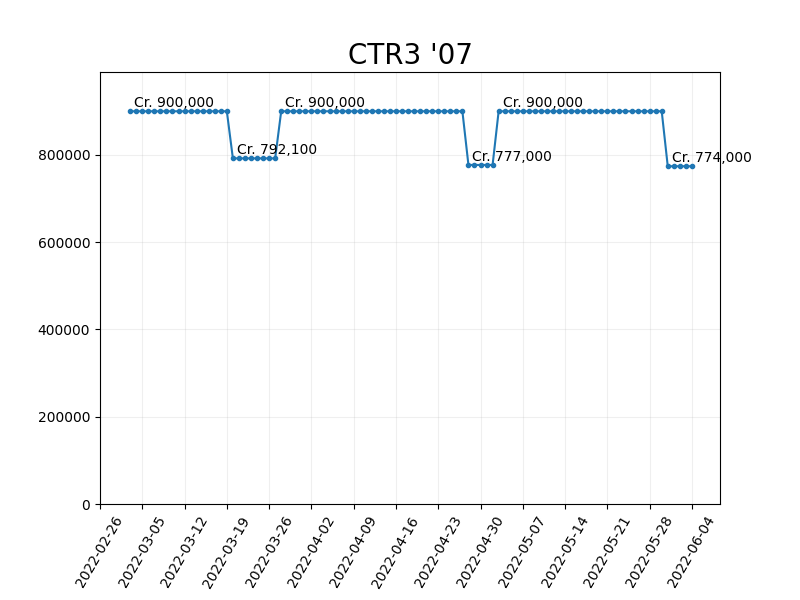 CTR3 '07
Cr. 900,000
Cr. 900,000
Cr. 900,000
Cr. 792,100
Cr. 777,000
Cr. 774,000
800000
600000
400000
200000
0
2022-02-26
2022-03-05
2022-03-12
2022-03-19
2022-03-26
2022-04-02
2022-04-09
2022-04-16
2022-04-23
2022-04-30
2022-05-07
2022-05-14
2022-05-21
2022-05-28
2022-06-04